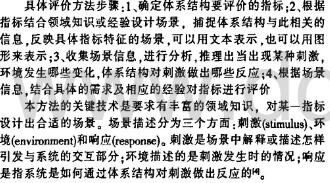 具体评价方法步骤:1、确定体系结构要评价的指标;2、根据
指标结合领域知识或经验设计场景，捕捉体系结构与此相关的
信息,反映具体指标特征的场景,可以用文本表示,也可以用图
形来表示;3、收集场景信息,进行分析,推理出当出现某种刺激,
环境发生哪些变化,体系结构对刺激做出哪些反应;4、根据场景
信息,结合具体的需求及相应的经验对指标进行评价
本方法的关键技术是要求有丰富的领域知识，对某一指标
设计出合适的场景。场景描述分为三个方面:刺激(stimulus)、环
境(environment)和响应(response)。刺激是场景中解释或描述怎样
引发与系统的交互部分;环境描述的是刺激发生时的情况;响应
是指系统是如何通过体系结构对刺激做出反应的